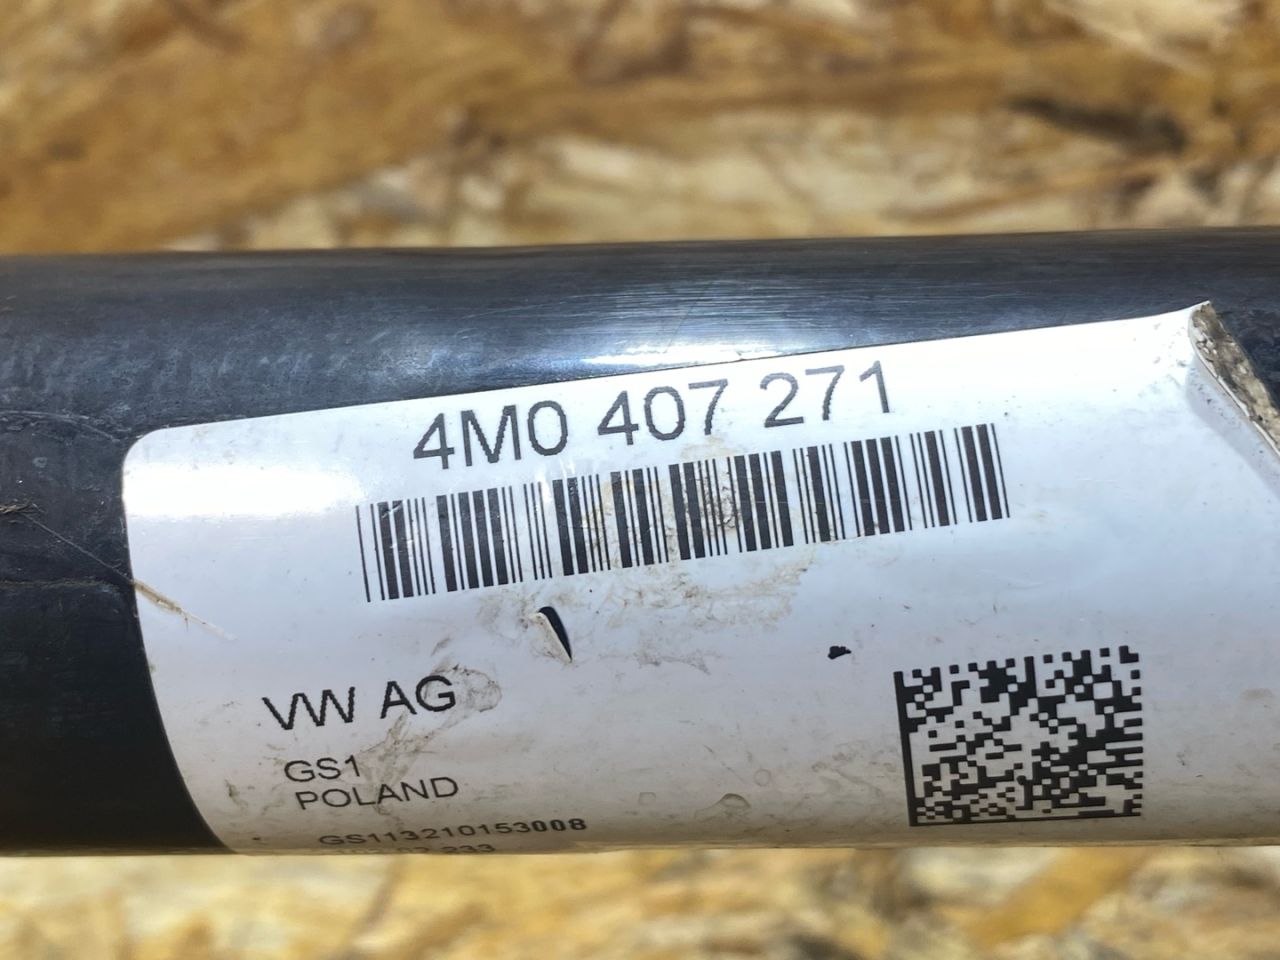 4M0 407 271
VW AG
GS1
POLAND
GS113210153008